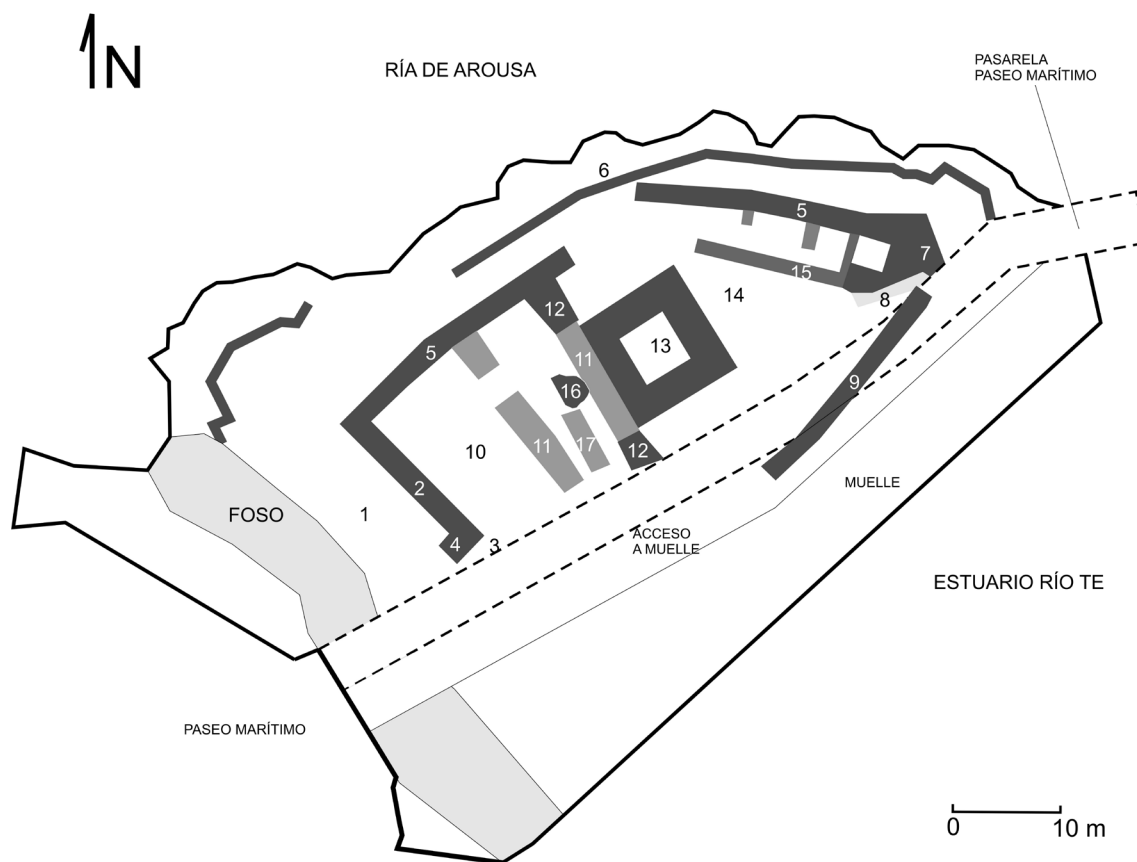 N
RÍA DE AROUSA
PASARELA
PASEO MARÍTIMO
6
5
7
15
8
14
12
13
5
11
9
16
10
11
17
12
2
MUELLE
FOSO
1
4
3
ACCESO
A MUELLE
ESTUARIO RÍO TE
PASEO MARÍTIMO
0
10 m